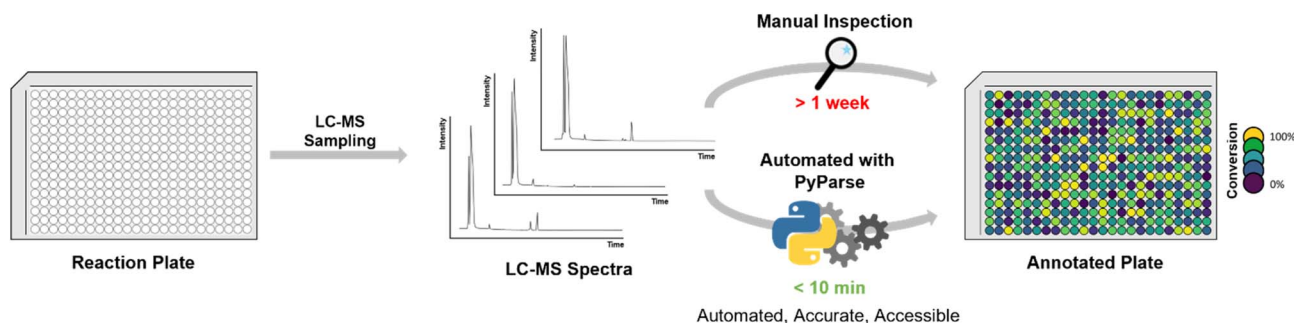 Reaction Plate
LC-MS
Sampling
Intensity
Time
Intensity
Time
Intensity
Time
LC-MS Spectra
Manual Inspection
> 1 week
Automated with
PyParse
< 10 min
Automated, Accurate, Accessible
Annotated Plate
Conversion
100%
0%